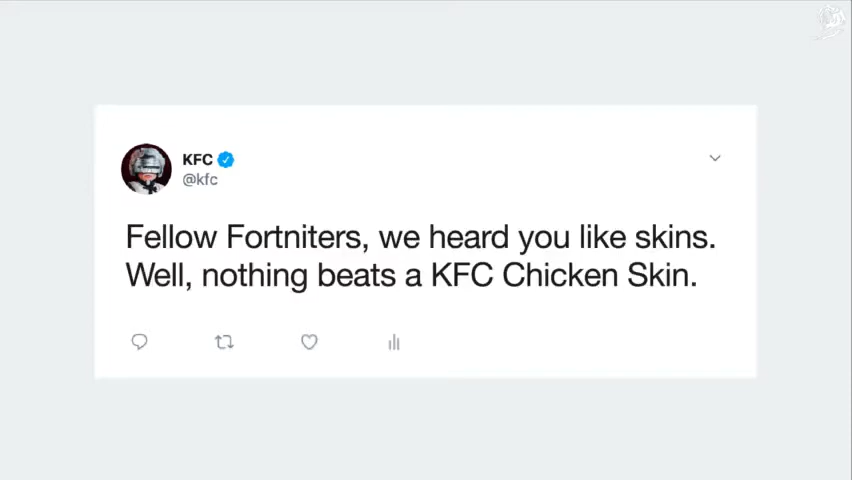 KFC
@kfc
Fellow Fortniters, we heard you like skins.
Well, nothing beats a KFC Chicken Skin.